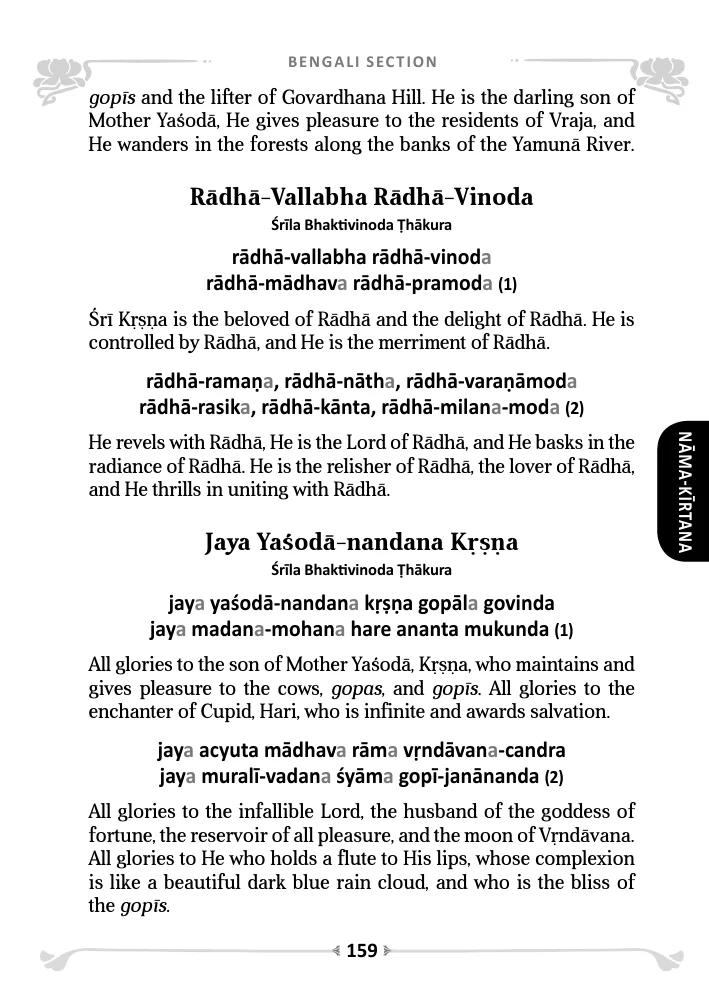 BENGALI SECTION
gopīs and the lifter of Govardhana Hill. He is the darling son of
Mother Yaśodā, He gives pleasure to the residents of Vraja, and
He wanders in the forests along the banks of the Yamunā River.
Rādhā-Vallabha Rādhā-Vinoda
Śrīla Bhaktivinoda Ṭhākura
rādhā-vallabha rādhā-vinoda
rādhā-mādhava rādhā-pramoda (1)
Śrī Kṛṣṇa is the beloved of Rādhā and the delight of Rādhā. He is
controlled by Rādhā, and He is the merriment of Rādhā.
rādhā-ramaṇa, rādhā-nātha, rādhā-varaṇāmoda
rādhā-rasika, rādhā-kānta, rādhā-milana-moda (2)
He revels with Rādhā, He is the Lord of Rādhā, and He basks in the
radiance of Rādhā. He is the relisher of Rādhā, the lover of Rādhā,
and He thrills in uniting with Rādhā.
NĀMA-KĪRTANA
Jaya Yaśodā-nandana Kṛṣṇa
Śrīla Bhaktivinoda Ṭhākura
jaya yaśodā-nandana kṛṣṇa gopāla govinda
jaya madana-mohana hare ananta mukunda (1)
All glories to the son of Mother Yaśodā, Kṛṣṇa, who maintains and
gives pleasure to the cows, gopas, and gopīs. All glories to the
enchanter of Cupid, Hari, who is infinite and awards salvation.
jaya acyuta mādhava rāma vṛndāvana-candra
jaya muralī-vadana śyāma gopī-janānanda (2)
All glories to the infallible Lord, the husband of the goddess of
fortune, the reservoir of all pleasure, and the moon of Vṛndāvana.
All glories to He who holds a flute to His lips, whose complexion
is like a beautiful dark blue rain cloud, and who is the bliss of
the gopīs.
159